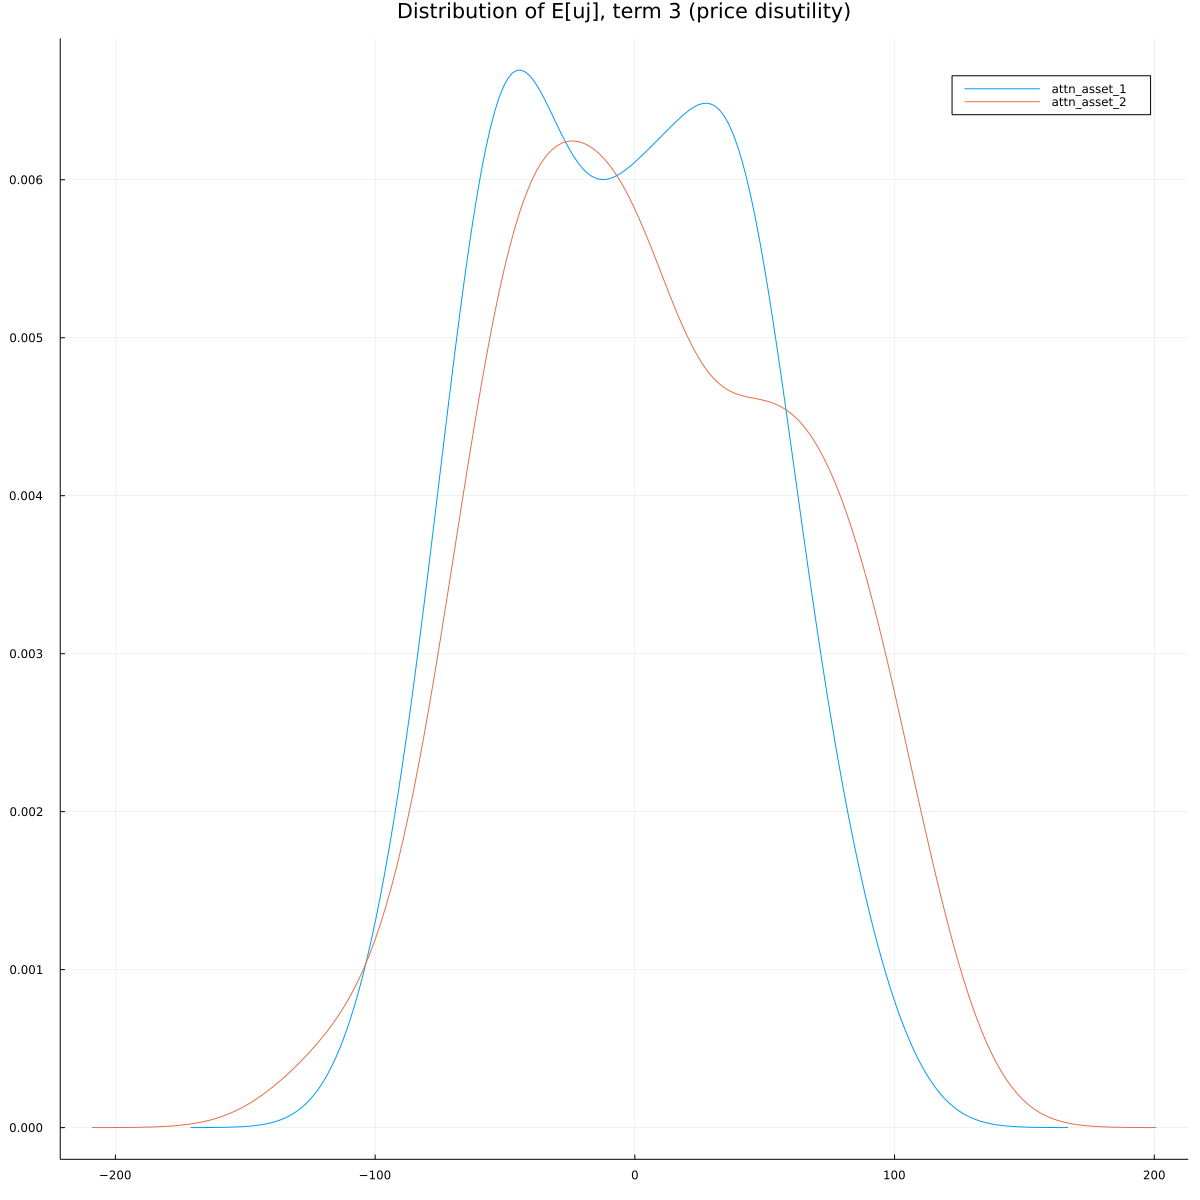 Distribution of E[uj], term 3 (price disutility)
attn_asset_1
attn_asset_2
0.006
0.005
0.004
0.003
0.002
0.001
0.000
−200 −100 0 100 200